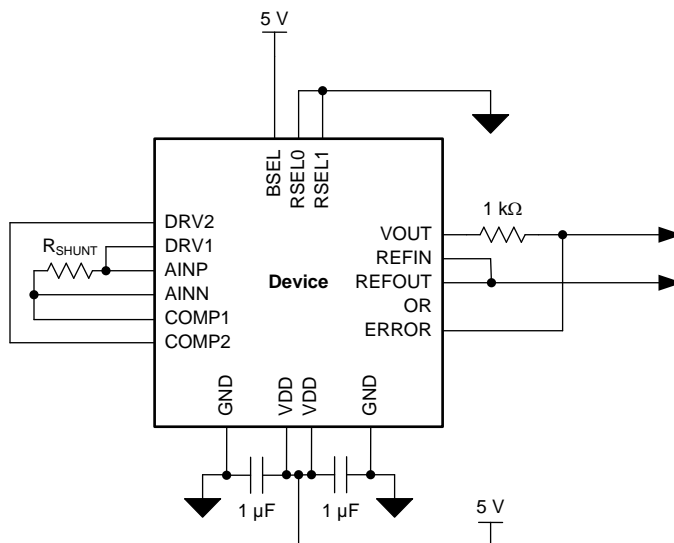 5 V
BSEL
RSEL0
RSEL1
DRV2
DRV1
AINP
AINN
COMP1
COMP2
R_SHUNT
Device
VOUT
REFIN
REFOUT
OR
ERROR
1 kΩ
GND
VDD
VDD
GND
1 µF
1 µF
5 V